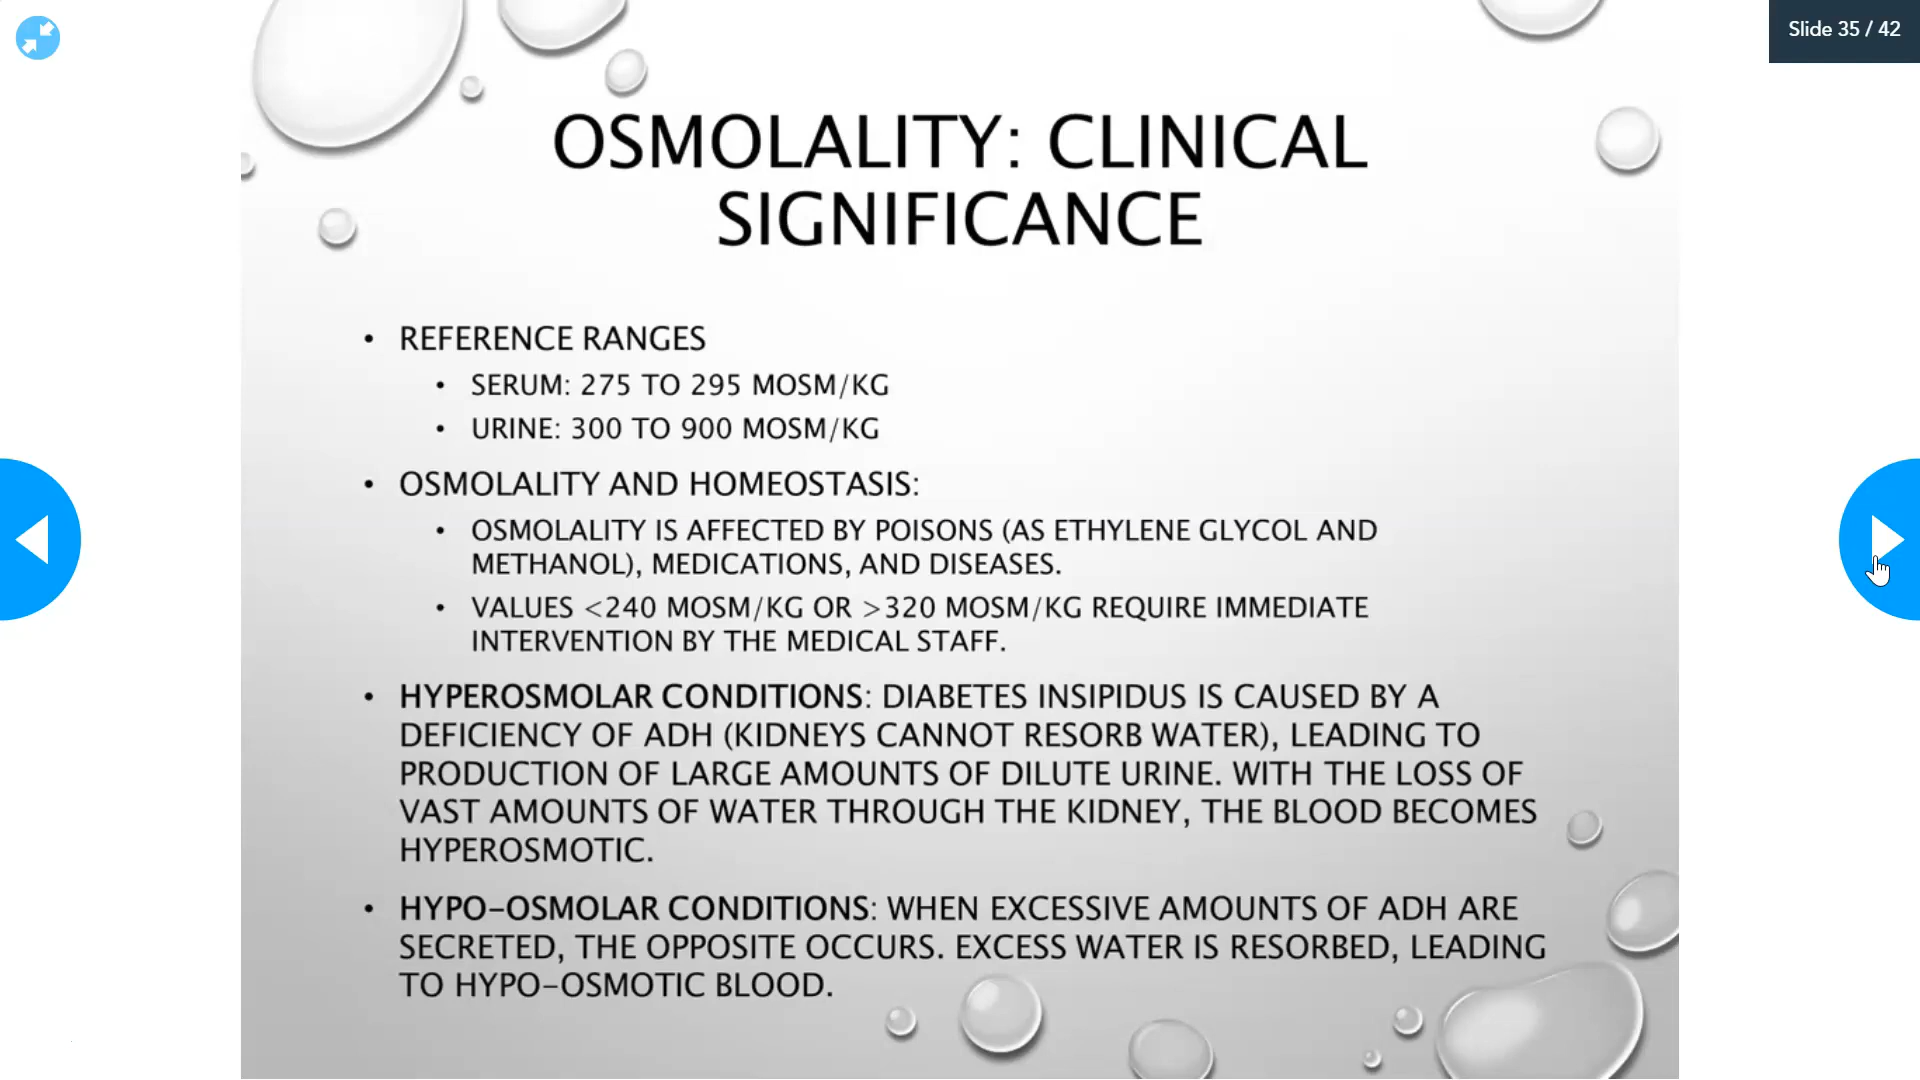 Slide 35 / 42
OSMOLALITY: CLINICAL
SIGNIFICANCE
• REFERENCE RANGES
• SERUM: 275 TO 295 MOSM/KG
• URINE: 300 TO 900 MOSM/KG
• OSMOLALITY AND HOMEOSTASIS:
• OSMOLALITY IS AFFECTED BY POISONS (AS ETHYLENE GLYCOL AND
METHANOL), MEDICATIONS, AND DISEASES.
• VALUES <240 MOSM/KG OR >320 MOSM/KG REQUIRE IMMEDIATE
INTERVENTION BY THE MEDICAL STAFF.
• HYPEROSMOLAR CONDITIONS: DIABETES INSIPIDUS IS CAUSED BY A
DEFICIENCY OF ADH (KIDNEYS CANNOT RESORB WATER), LEADING TO
PRODUCTION OF LARGE AMOUNTS OF DILUTE URINE. WITH THE LOSS OF
VAST AMOUNTS OF WATER THROUGH THE KIDNEY, THE BLOOD BECOMES
HYPEROSMOTIC.
• HYPO-OSMOLAR CONDITIONS: WHEN EXCESSIVE AMOUNTS OF ADH ARE
SECRETED, THE OPPOSITE OCCURS. EXCESS WATER IS RESORBED, LEADING
TO HYPO-OSMOTIC BLOOD.